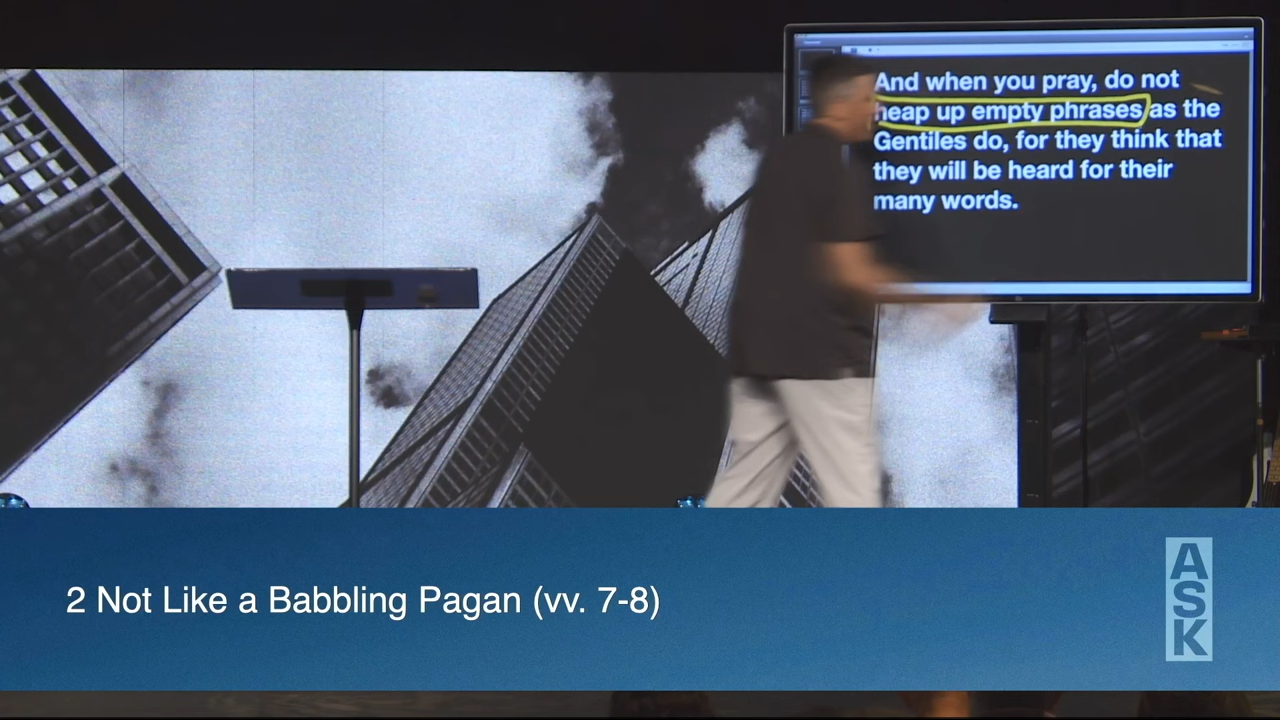 And when you pray, do not
heap up empty phrases as the
Gentiles do, for they think that
they will be heard for their
many words.
2 Not Like a Babbling Pagan (vv. 7-8)
ASK